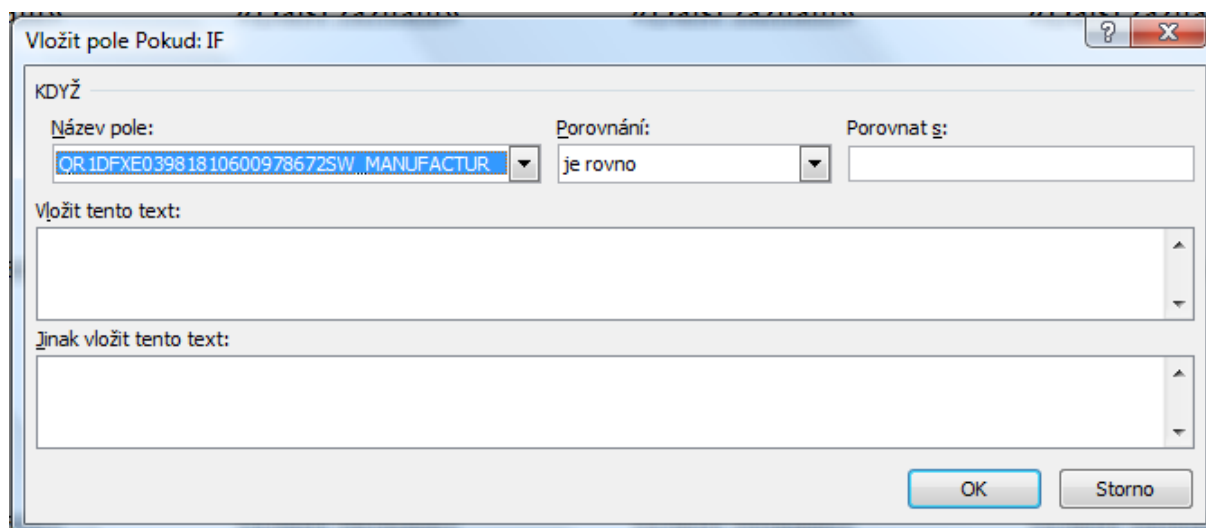 Vložit pole Pokud: IF
KDYŽ
Název pole: Porovnání: Porovnat s:
QR1DFXE03981810600978672SW_MANUFACTUR je rovno
Vložit tento text:
Jinak vložit tento text:
OK Storno